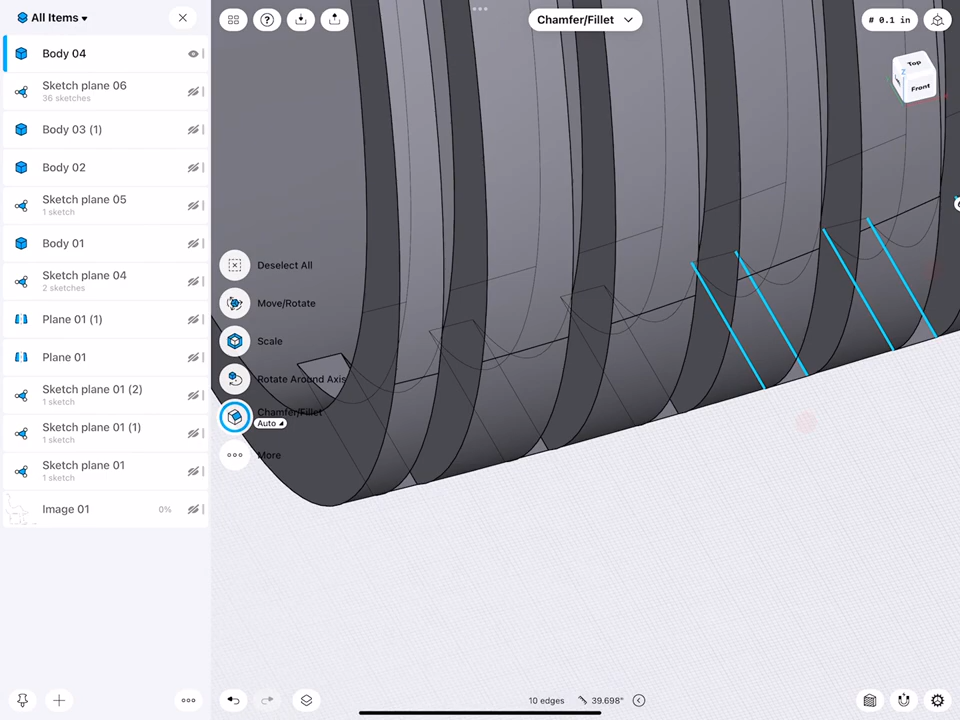 All Items
Body 04
Sketch plane 06
36 sketches
Body 03 (1)
Body 02
Sketch plane 05
1 sketch
Body 01
Sketch plane 04
2 sketches
Plane 01 (1)
Plane 01
Sketch plane 01 (2)
1 sketch
Sketch plane 01 (1)
1 sketch
Sketch plane 01
1 sketch
Image 01
0%
Chamfer/Fillet
# 0.1 in
Top
Z
Front
Deselect All
Move/Rotate
Scale
Rotate Around Axis
Chamfer/Fillet
Auto
More
10 edges
39.698"